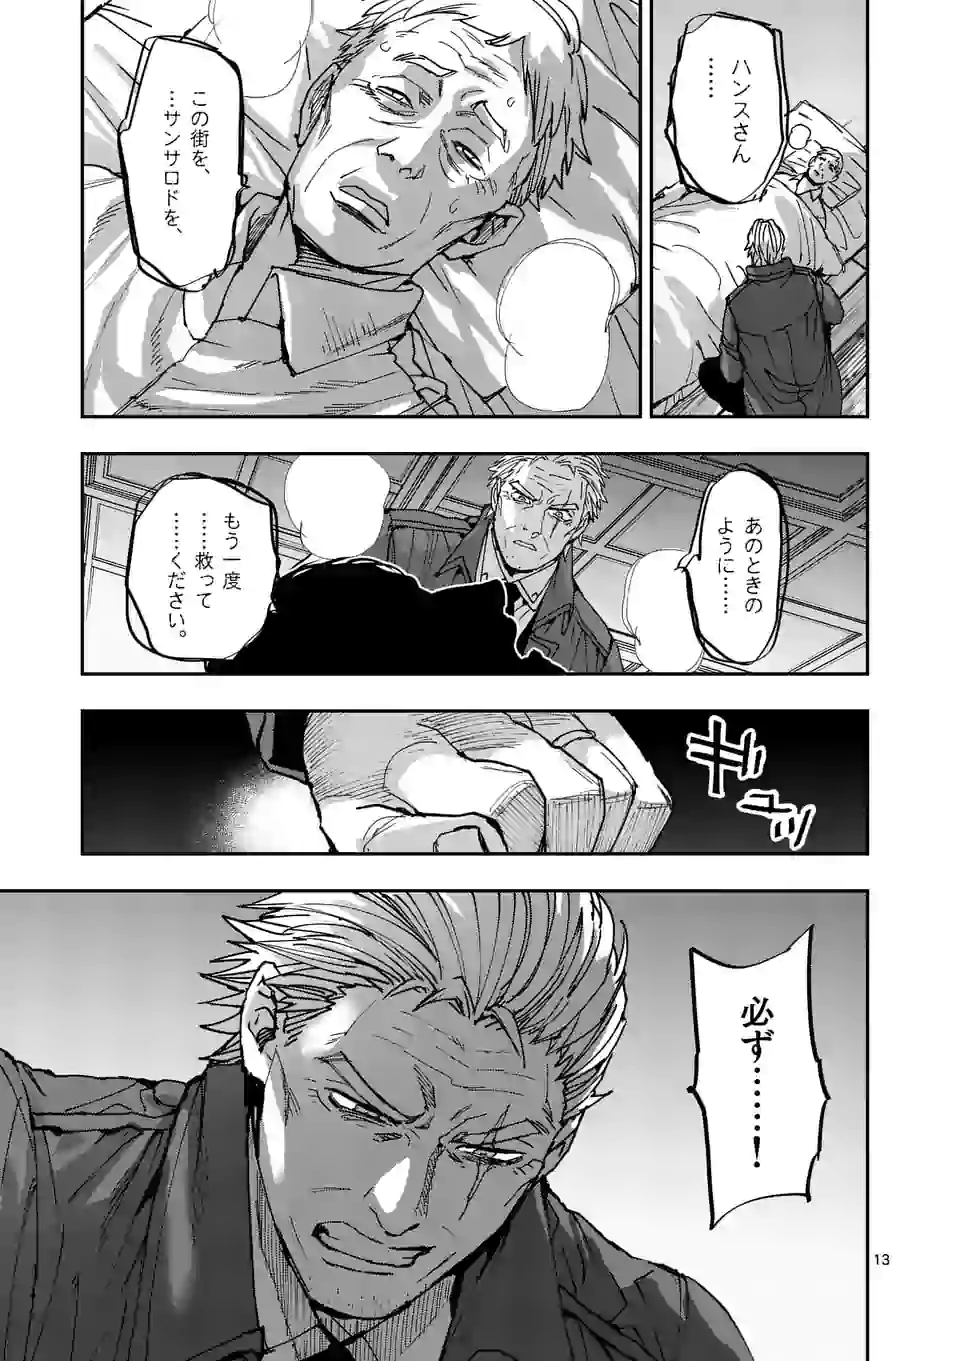 ハンスさん
……
この街を、
…サンサロドを、
あのときの
ように……
もう一度
……救って
……ください。
ギュッ
必ず………！
13